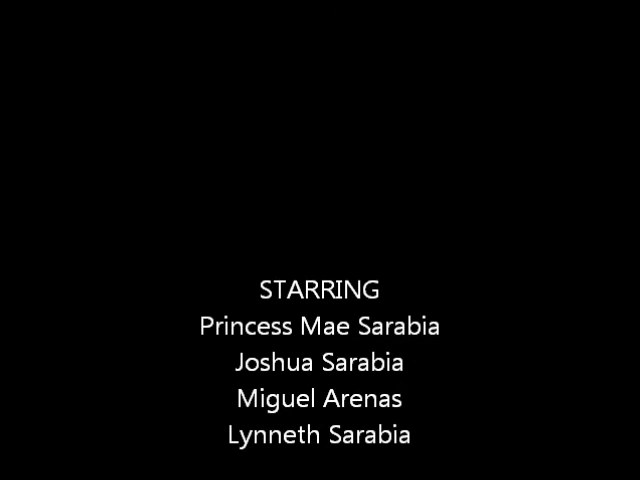 STARRING
Princess Mae Sarabia
Joshua Sarabia
Miguel Arenas
Lynneth Sarabia